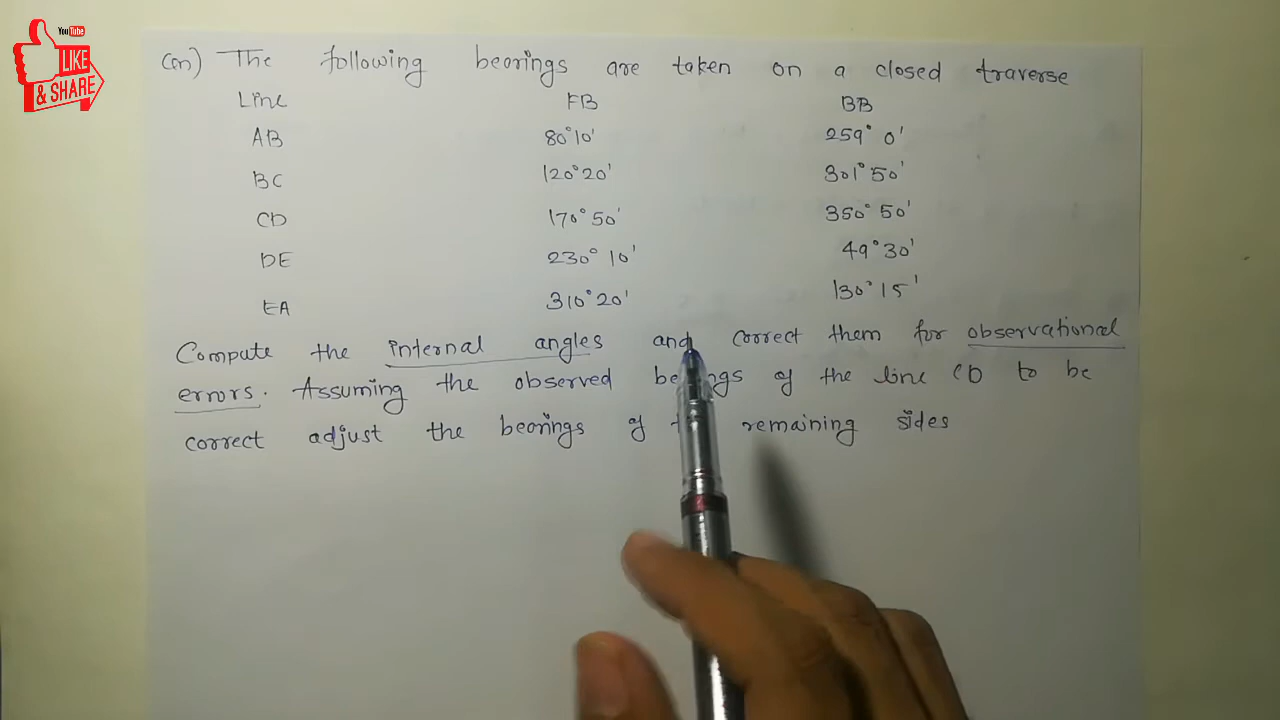 YouTube
LIKE
& SHARE
(Qn) The following bearings are taken on a closed traverse
Line FB BB
AB 80°10' 259° 0'
BC 120°20' 301°50'
CD 170°50' 350°50'
DE 230°10' 49°30'
EA 310°20' 130°15'
Compute the internal angles and correct them for observational
errors. Assuming the observed of the line CD to be
correct adjust the bearings of remaining sides